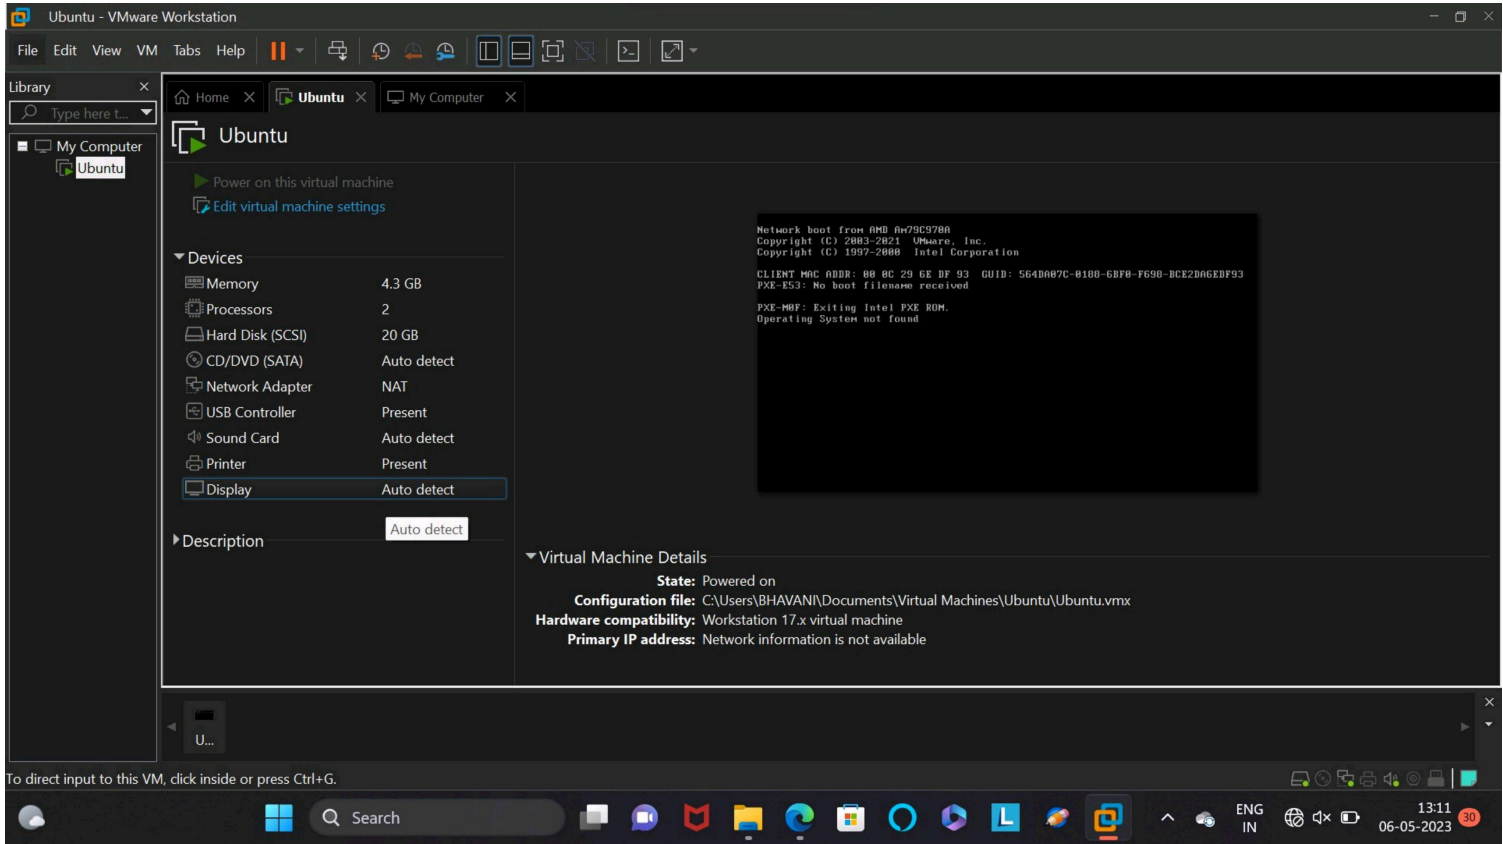 Ubuntu - VMware Workstation
File Edit View VM Tabs Help
Library
Type here t...
My Computer
Ubuntu
Home
Ubuntu
My Computer
Ubuntu
Power on this virtual machine
Edit virtual machine settings
Devices
Memory 4.3 GB
Processors 2
Hard Disk (SCSI) 20 GB
CD/DVD (SATA) Auto detect
Network Adapter NAT
USB Controller Present
Sound Card Auto detect
Printer Present
Display Auto detect
Auto detect
Description
Network boot from AMD Am79C970A
Copyright (C) 2003-2021 VMware, Inc.
Copyright (C) 1997-2000 Intel Corporation
CLIENT MAC ADDR: 00 0C 29 6E DF 93 GUID: 564DA07C-0188-6BF0-F698-BCE2DA6EDF93
PXE-E53: No boot filename received
PXE-M0F: Exiting Intel PXE ROM.
Operating System not found
Virtual Machine Details
State: Powered on
Configuration file: C:\Users\BHAVANI\Documents\Virtual Machines\Ubuntu\Ubuntu.vmx
Hardware compatibility: Workstation 17.x virtual machine
Primary IP address: Network information is not available
U...
To direct input to this VM, click inside or press Ctrl+G.
Search
L
ENG
IN
13:11
06-05-2023
30